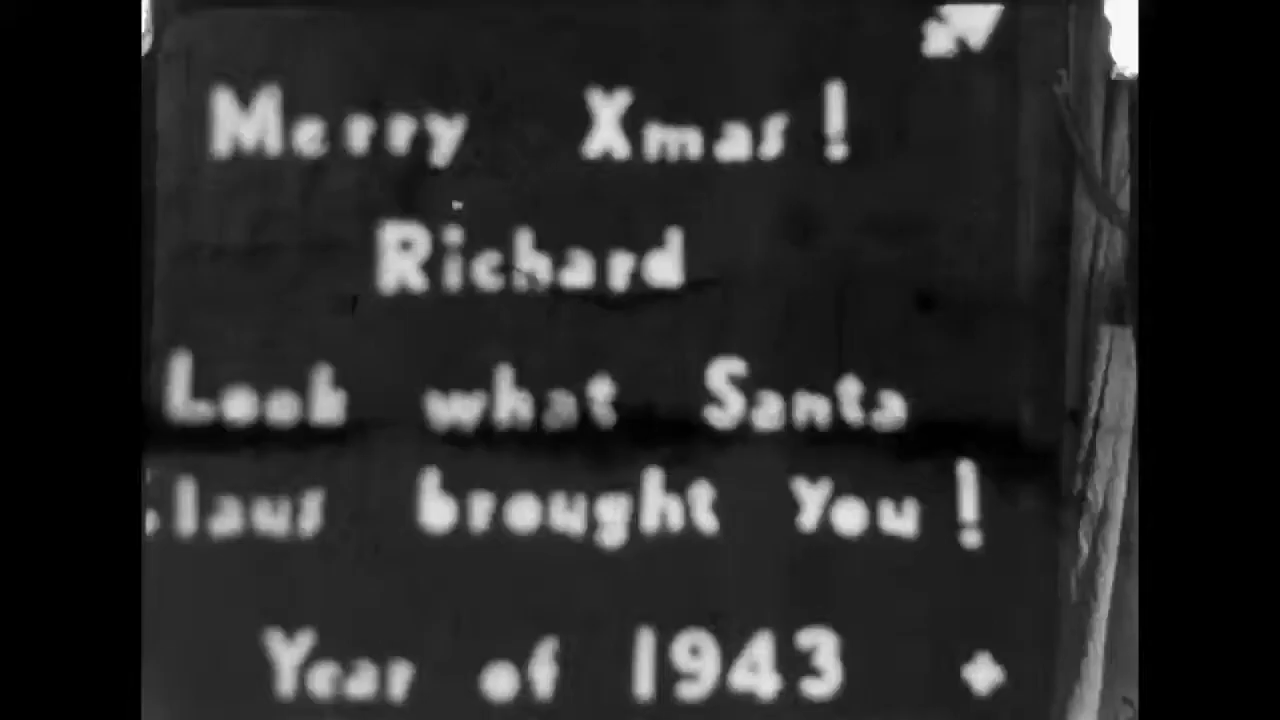 Merry Xmas!
Richard
Look what Santa
Claus brought You!
Year of 1943